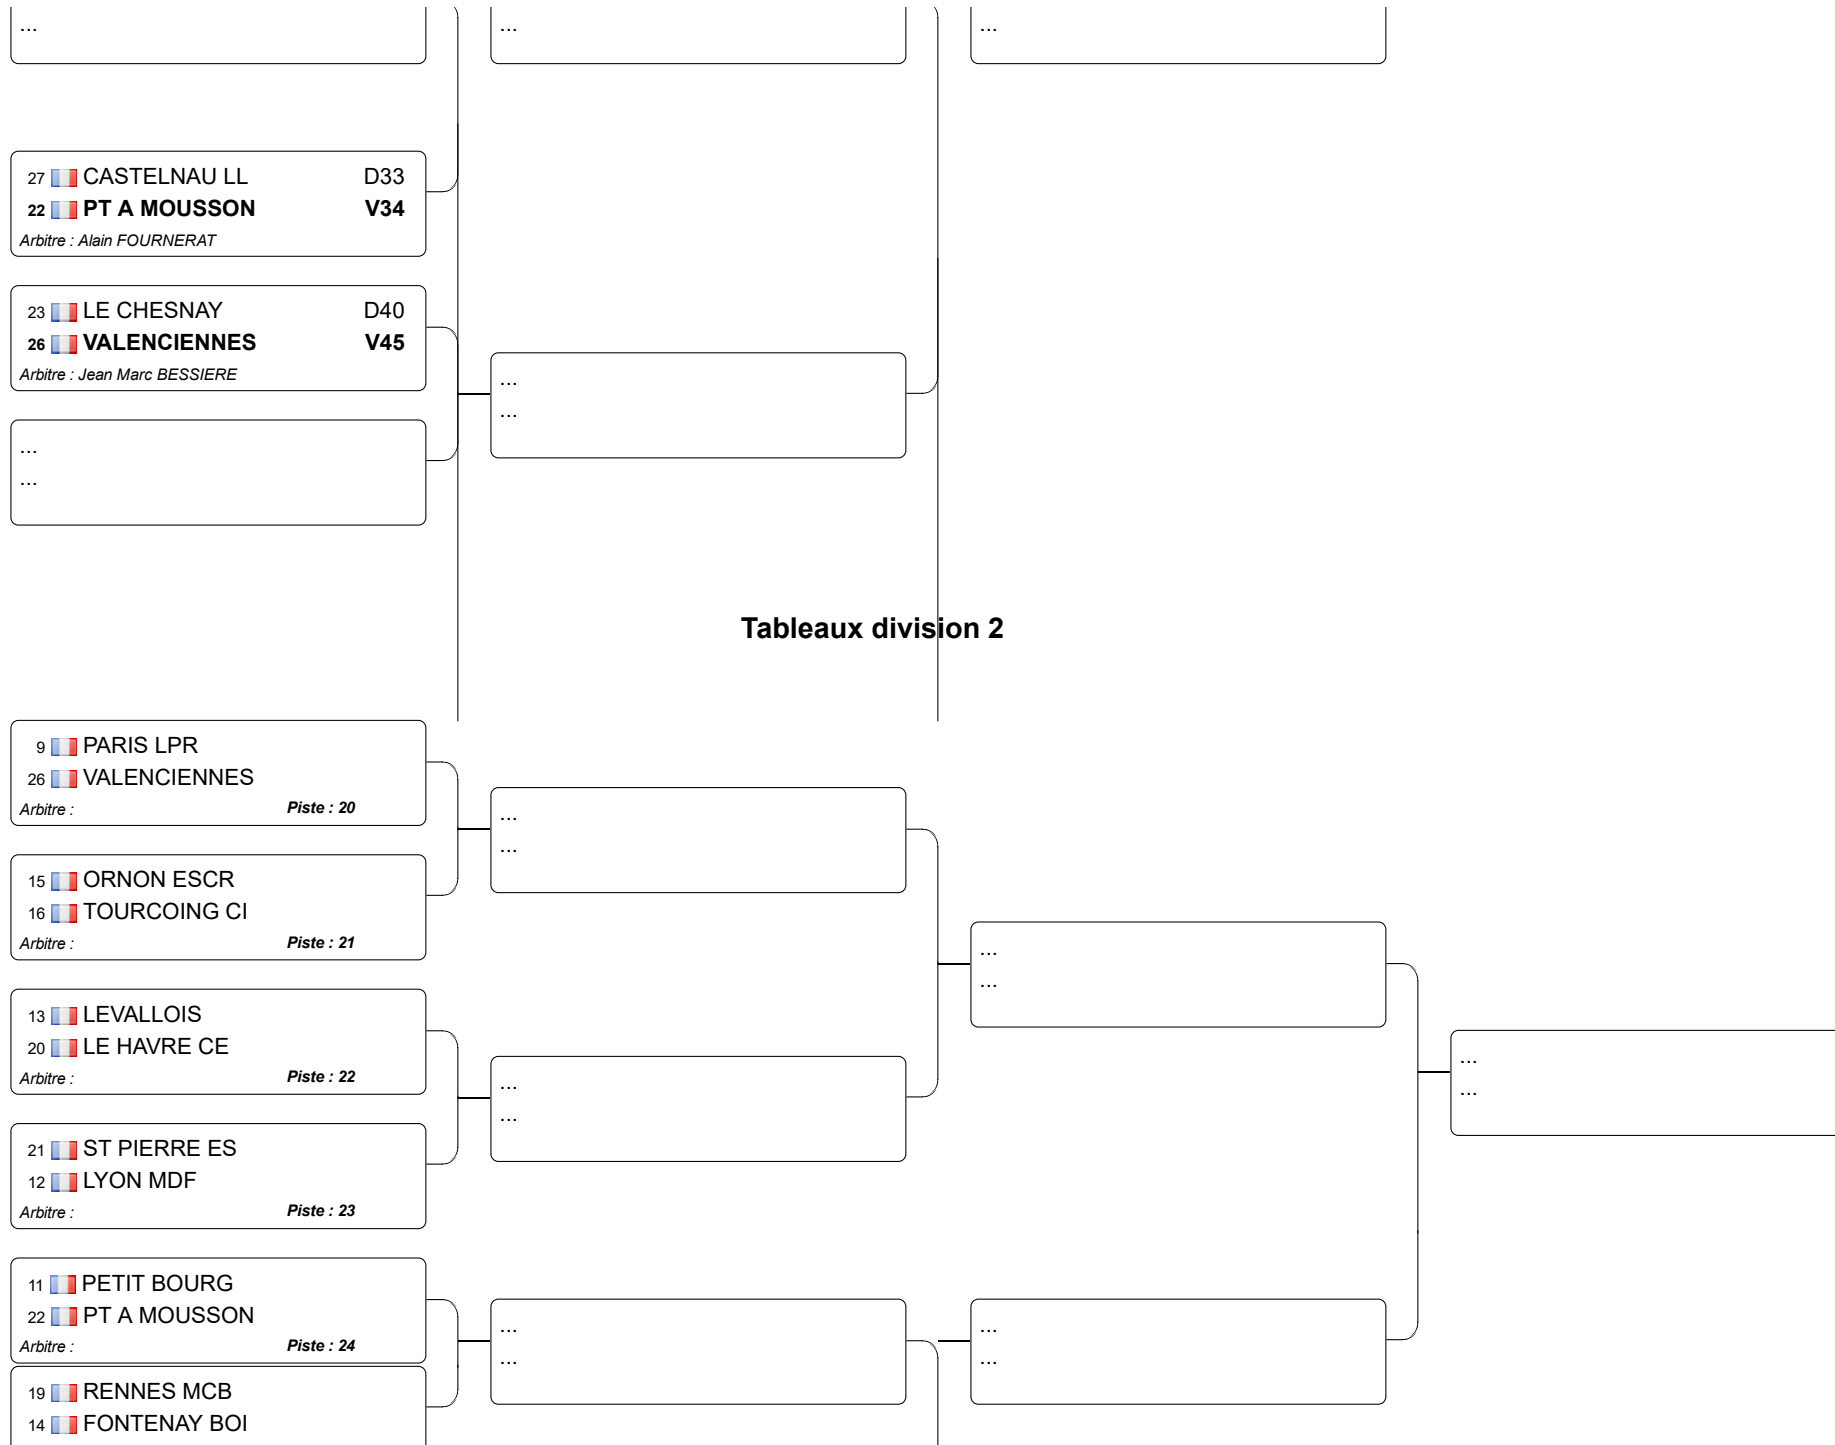 ...
...
...
27 CASTELNAU LL D33
22 PT A MOUSSON V34
Arbitre : Alain FOURNERAT
23 LE CHESNAY D40
26 VALENCIENNES V45
Arbitre : Jean Marc BESSIERE
...
...
...
...
Tableaux division 2
9 PARIS LPR
26 VALENCIENNES
Arbitre : Piste : 20
...
...
15 ORNON ESCR
16 TOURCOING CI
Arbitre : Piste : 21
...
...
13 LEVALLOIS
20 LE HAVRE CE
Arbitre : Piste : 22
...
...
...
...
21 ST PIERRE ES
12 LYON MDF
Arbitre : Piste : 23
11 PETIT BOURG
22 PT A MOUSSON
Arbitre : Piste : 24
...
...
...
...
19 RENNES MCB
14 FONTENAY BOI